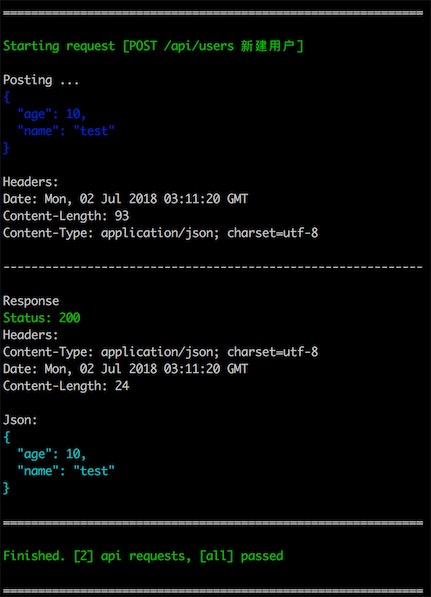 Starting request [POST /api/users 新建用户]
Posting ...
{
  "age": 10,
  "name": "test"
}
Headers:
Date: Mon, 02 Jul 2018 03:11:20 GMT
Content-Length: 93
Content-Type: application/json; charset=utf-8
------------------------------------------------------------
Response
Status: 200
Headers:
Content-Type: application/json; charset=utf-8
Date: Mon, 02 Jul 2018 03:11:20 GMT
Content-Length: 24
Json:
{
  "age": 10,
  "name": "test"
}
Finished. [2] api requests, [all] passed